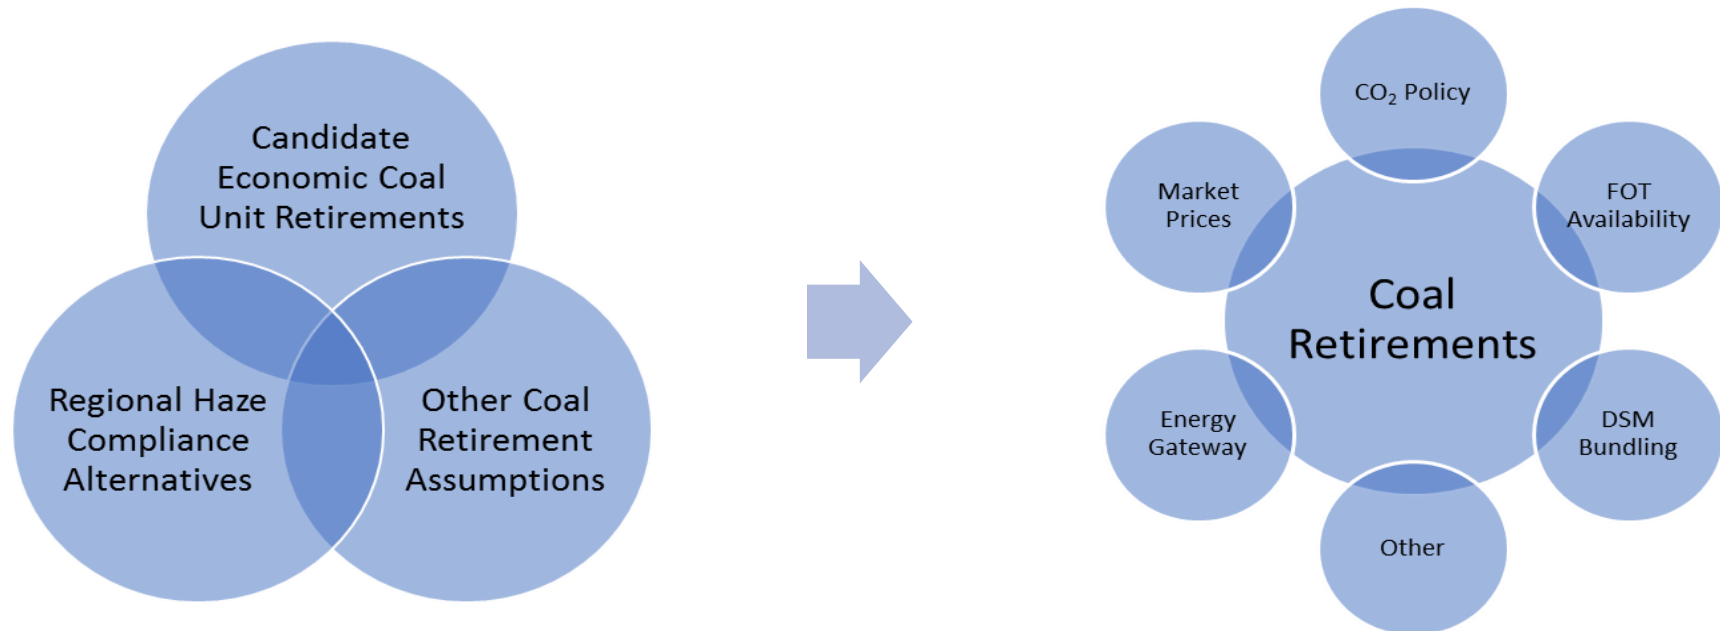 Candidate
Economic Coal
Unit Retirements
Regional Haze
Compliance
Alternatives
Other Coal
Retirement
Assumptions
CO₂ Policy
Market
Prices
FOT
Availability
Coal
Retirements
Energy
Gateway
DSM
Bundling
Other